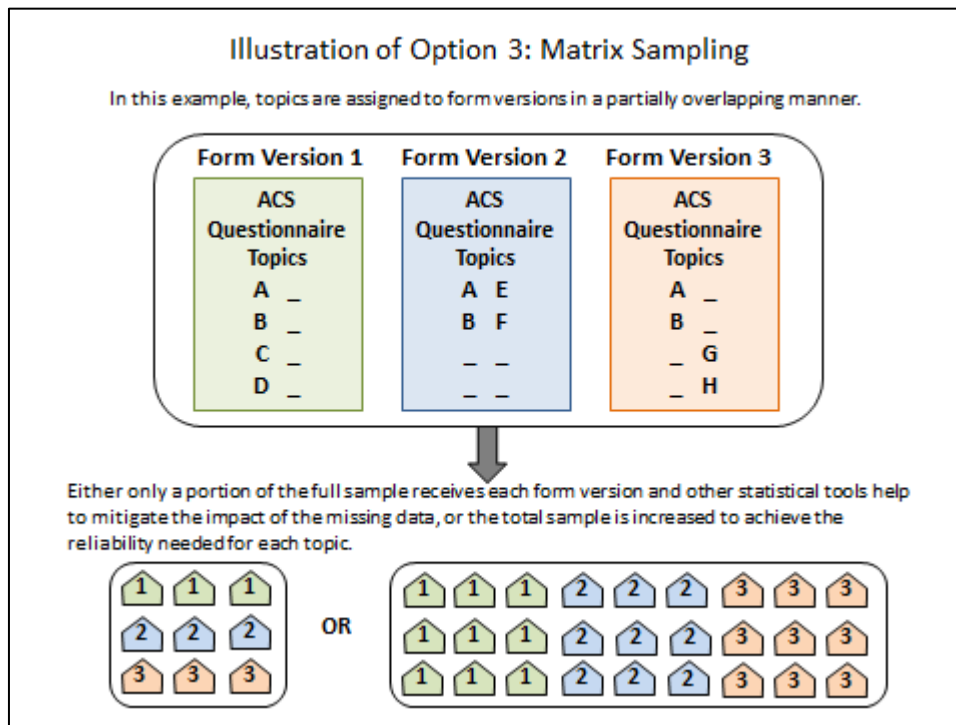 Illustration of Option 3: Matrix Sampling
In this example, topics are assigned to form versions in a partially overlapping manner.
Form Version 1 Form Version 2 Form Version 3
ACS ACS ACS
Questionnaire Questionnaire Questionnaire
Topics Topics Topics
A _ A E A _
B _ B F B _
C _ _ _ _ G
D _ _ _ _ H
Either only a portion of the full sample receives each form version and other statistical tools help
to mitigate the impact of the missing data, or the total sample is increased to achieve the
reliability needed for each topic.
1 1 1 1 1 1 2 2 2 3 3 3
2 2 2 OR 1 1 1 2 2 2 3 3 3
3 3 3 1 1 1 2 2 2 3 3 3